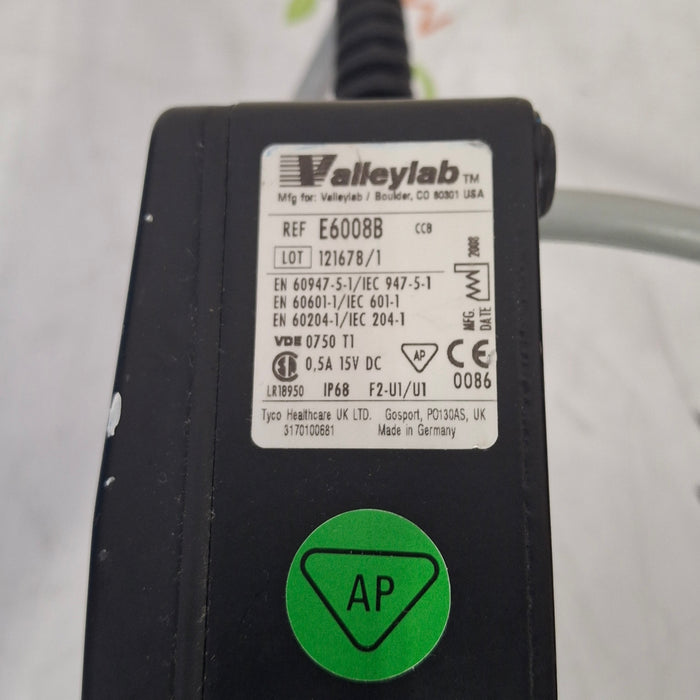 Valleylab™
Mfg for: Valleylab / Boulder, CO 80301 USA
REF E6008B CCB
LOT 121678/1
EN 60947-5-1/IEC 947-5-1
EN 60601-1/IEC 601-1
EN 60204-1/IEC 204-1
MFG. DATE 2008
VDE 0750 T1
0,5A 15V DC AP CE
0086
LR18950 IP68 F2-U1/U1
Tyco Healthcare UK LTD. Gosport, PO130AS, UK
3170100681 Made in Germany
AP